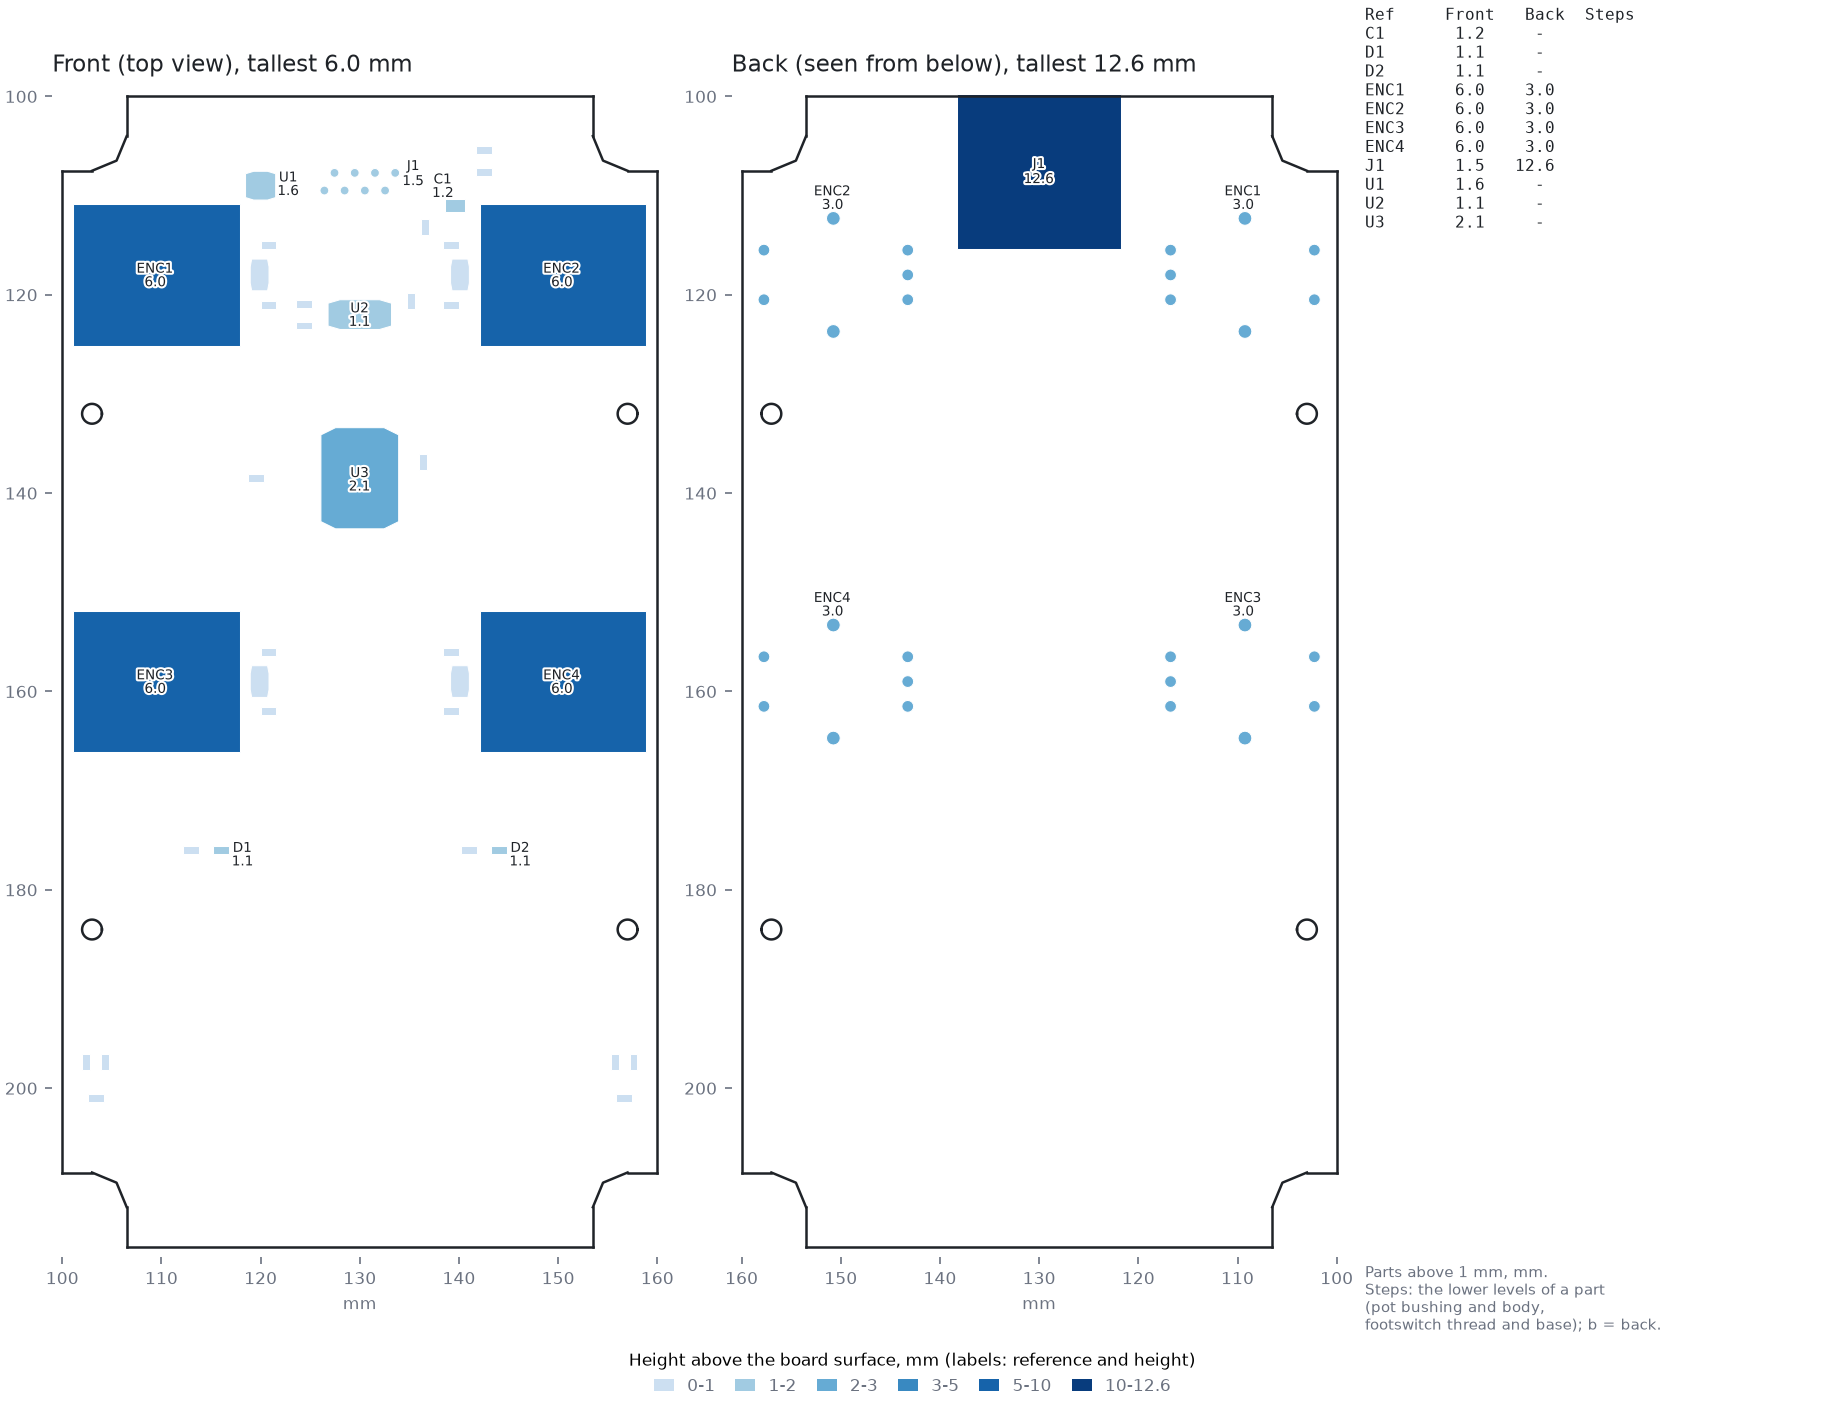 Ref Front Back Steps
C1 1.2 -
D1 1.1 -
D2 1.1 -
ENC1 6.0 3.0
ENC2 6.0 3.0
ENC3 6.0 3.0
ENC4 6.0 3.0
J1 1.5 12.6
U1 1.6 -
U2 1.1 -
U3 2.1 -
Front (top view), tallest 6.0 mm
100
120
140
160
180
200
U1
1.6
J1
1.5
C1
1.2
ENC1
6.0
ENC2
6.0
U2
1.1
U3
2.1
ENC3
6.0
ENC4
6.0
D1
1.1
D2
1.1
100 110 120 130 140 150 160
mm
Back (seen from below), tallest 12.6 mm
100
120
140
160
180
200
J1
12.6
ENC2
3.0
ENC1
3.0
ENC4
3.0
ENC3
3.0
160 150 140 130 120 110 100
mm
Parts above 1 mm, mm.
Steps: the lower levels of a part
(pot bushing and body,
footswitch thread and base); b = back.
Height above the board surface, mm (labels: reference and height)
0-1 1-2 2-3 3-5 5-10 10-12.6